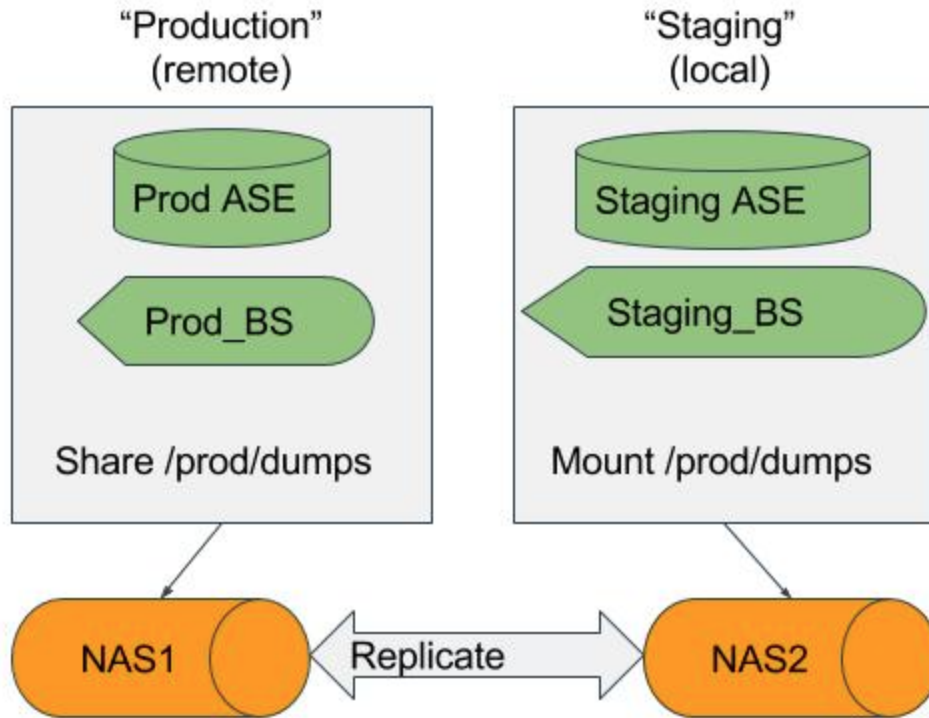 “Production”
(remote)
“Staging”
(local)
Prod ASE
Prod_BS
Share /prod/dumps
Staging ASE
Staging_BS
Mount /prod/dumps
NAS1
Replicate
NAS2